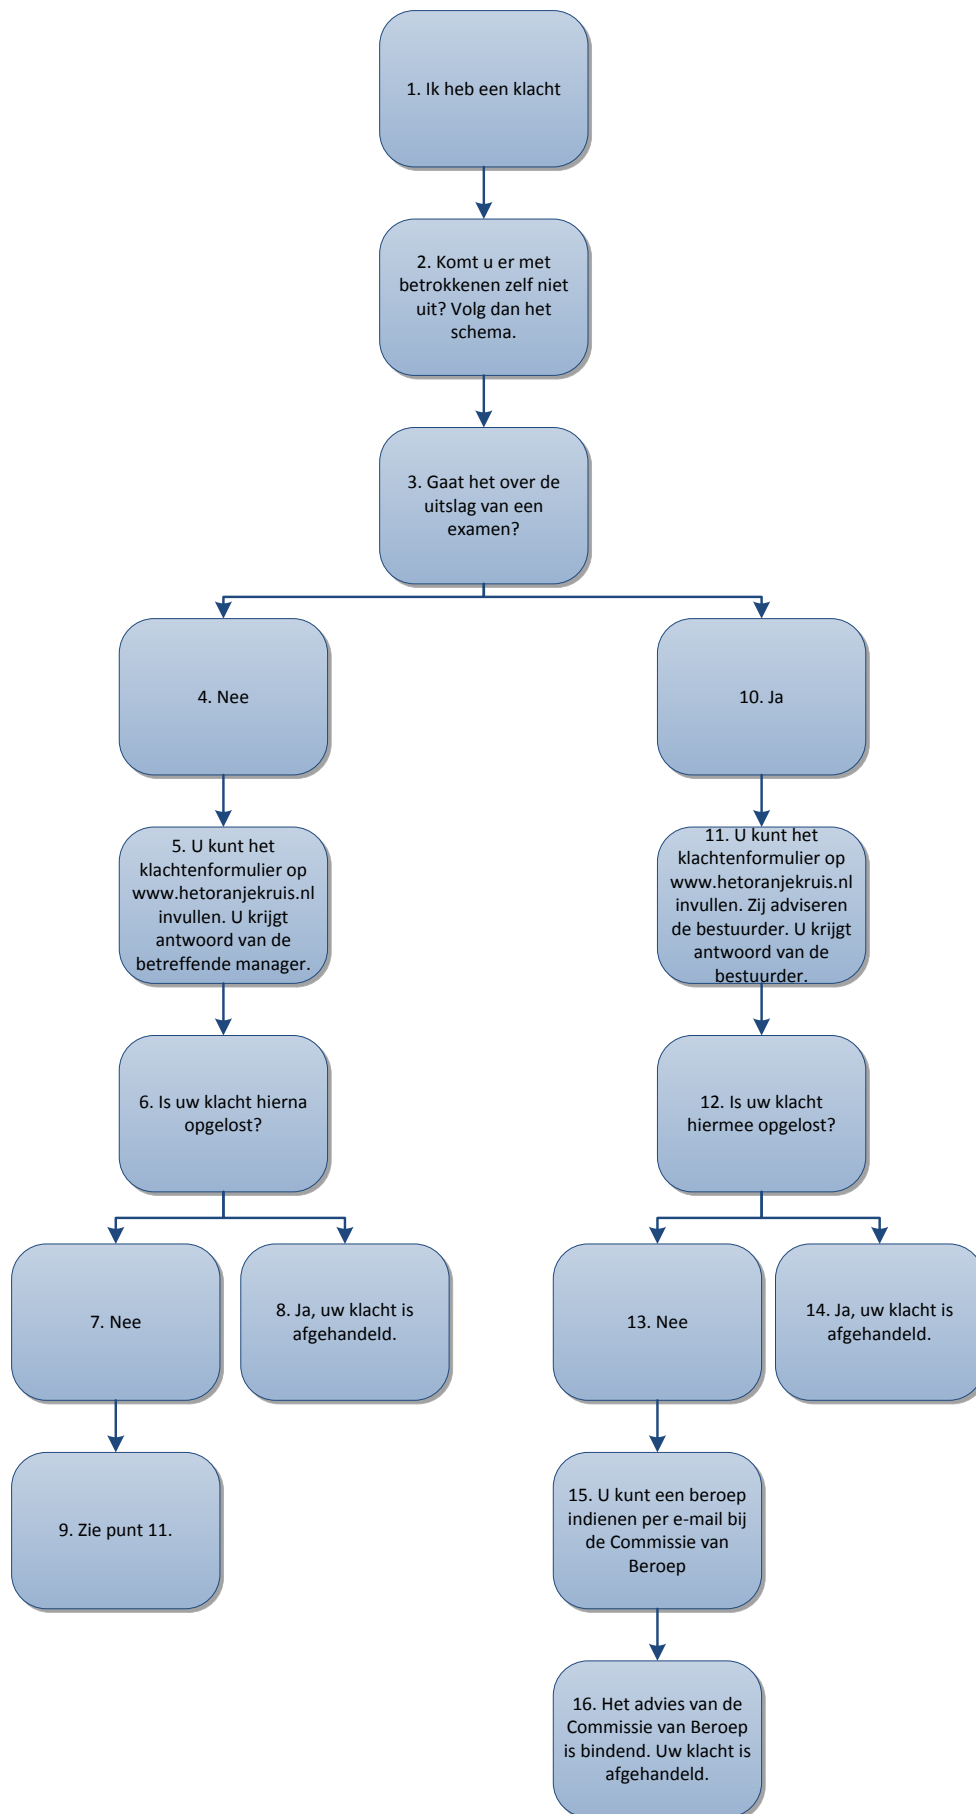 1. Ik heb een klacht
2. Komt u er met
betrokkenen zelf niet
uit? Volg dan het
schema.
3. Gaat het over de
uitslag van een
examen?
4. Nee
5. U kunt het
klachtenformulier op
www.hetoranjekruis.nl
invullen. U krijgt
antwoord van de
betreffende manager.
6. Is uw klacht hierna
opgelost?
7. Nee
8. Ja, uw klacht is
afgehandeld.
9. Zie punt 11.
10. Ja
11. U kunt het
klachtenformulier op
www.hetoranjekruis.nl
invullen. Zij adviseren
de bestuurder. U krijgt
antwoord van de
bestuurder.
12. Is uw klacht
hiermee opgelost?
13. Nee
14. Ja, uw klacht is
afgehandeld.
15. U kunt een beroep
indienen per e-mail bij
de Commissie van
Beroep
16. Het advies van de
Commissie van Beroep
is bindend. Uw klacht is
afgehandeld.